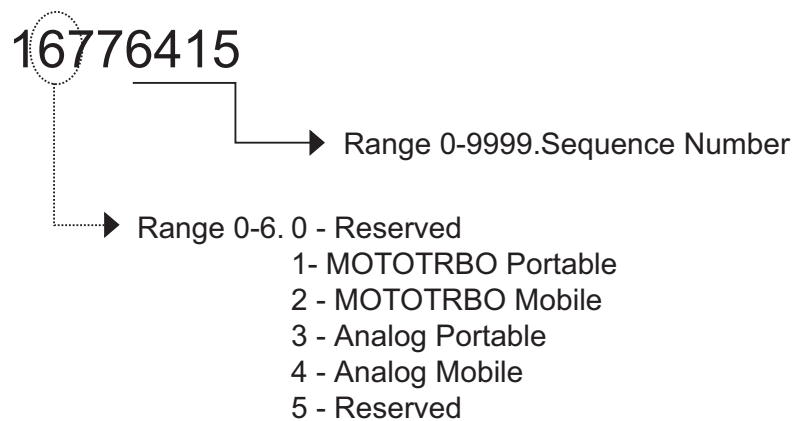 16776415
Range 0-9999.Sequence Number
Range 0-6. 0 - Reserved
1- MOTOTRBO Portable
2 - MOTOTRBO Mobile
3 - Analog Portable
4 - Analog Mobile
5 - Reserved